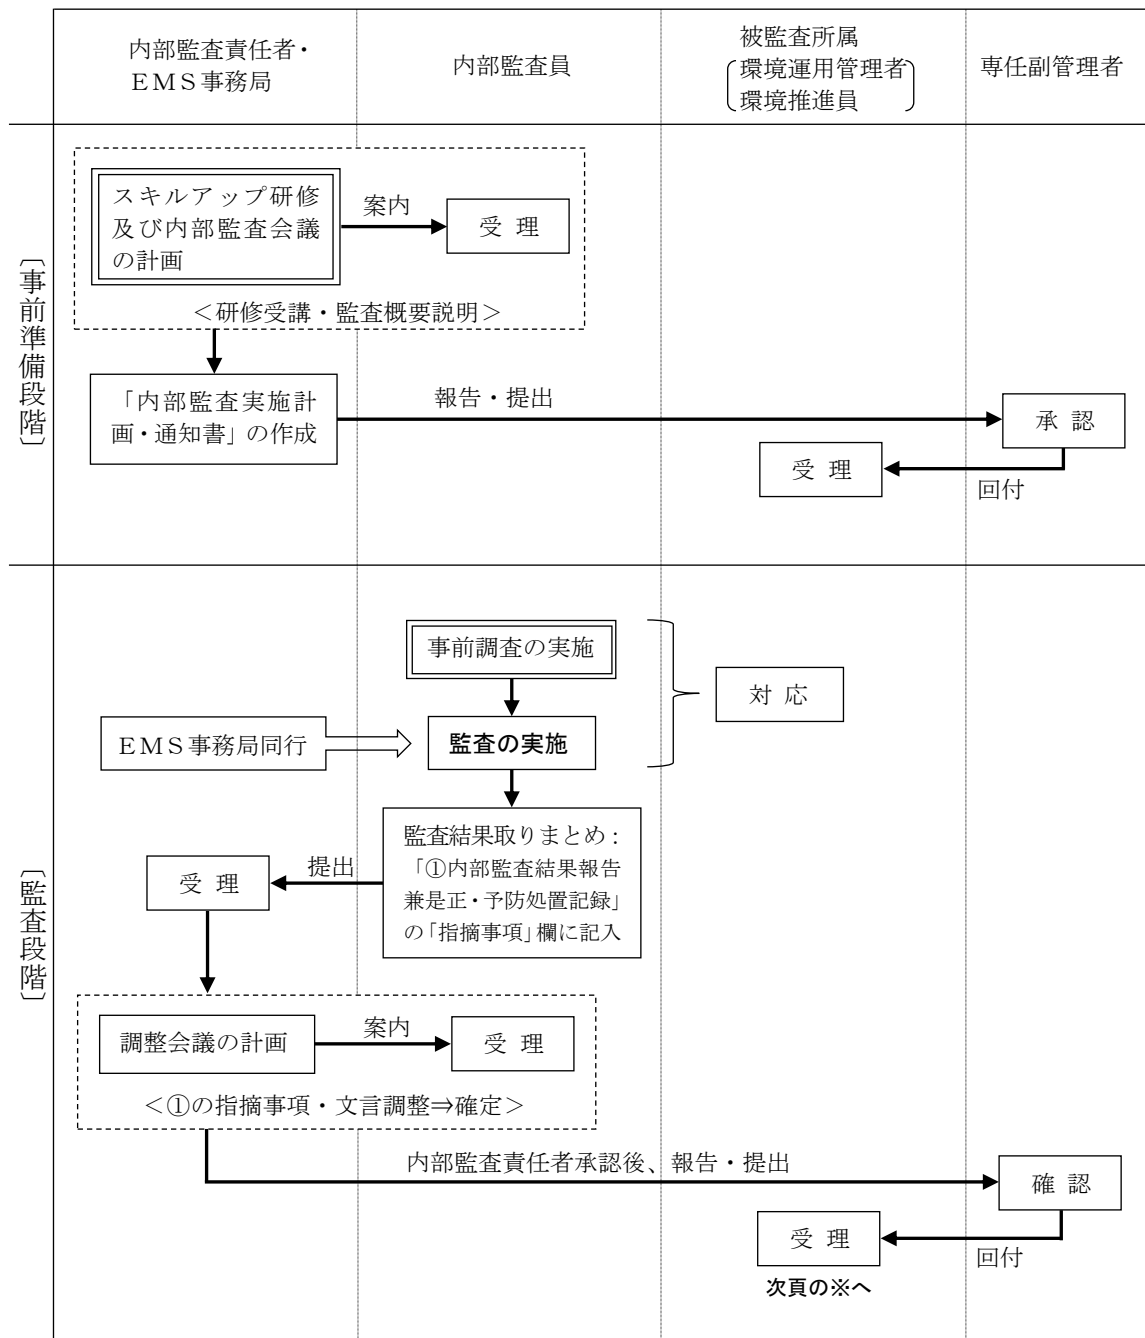 内部監査責任者・
ＥＭＳ事務局
内部監査員
被監査所属
環境運用管理者
環境推進員
専任副管理者
〔事前準備段階〕
スキルアップ研修
及び内部監査会議
の計画
案内
受 理
＜研修受講・監査概要説明＞
「内部監査実施計
画・通知書」の作成
報告・提出
承 認
受 理
回付
〔監査段階〕
事前調査の実施
対 応
ＥＭＳ事務局同行
監査の実施
監査結果取りまとめ：
「①内部監査結果報告
兼是正・予防処置記録」
の「指摘事項」欄に記入
提出
受 理
調整会議の計画
案内
受 理
＜①の指摘事項・文言調整⇒確定＞
内部監査責任者承認後、報告・提出
確 認
受 理
回付
次頁の※へ